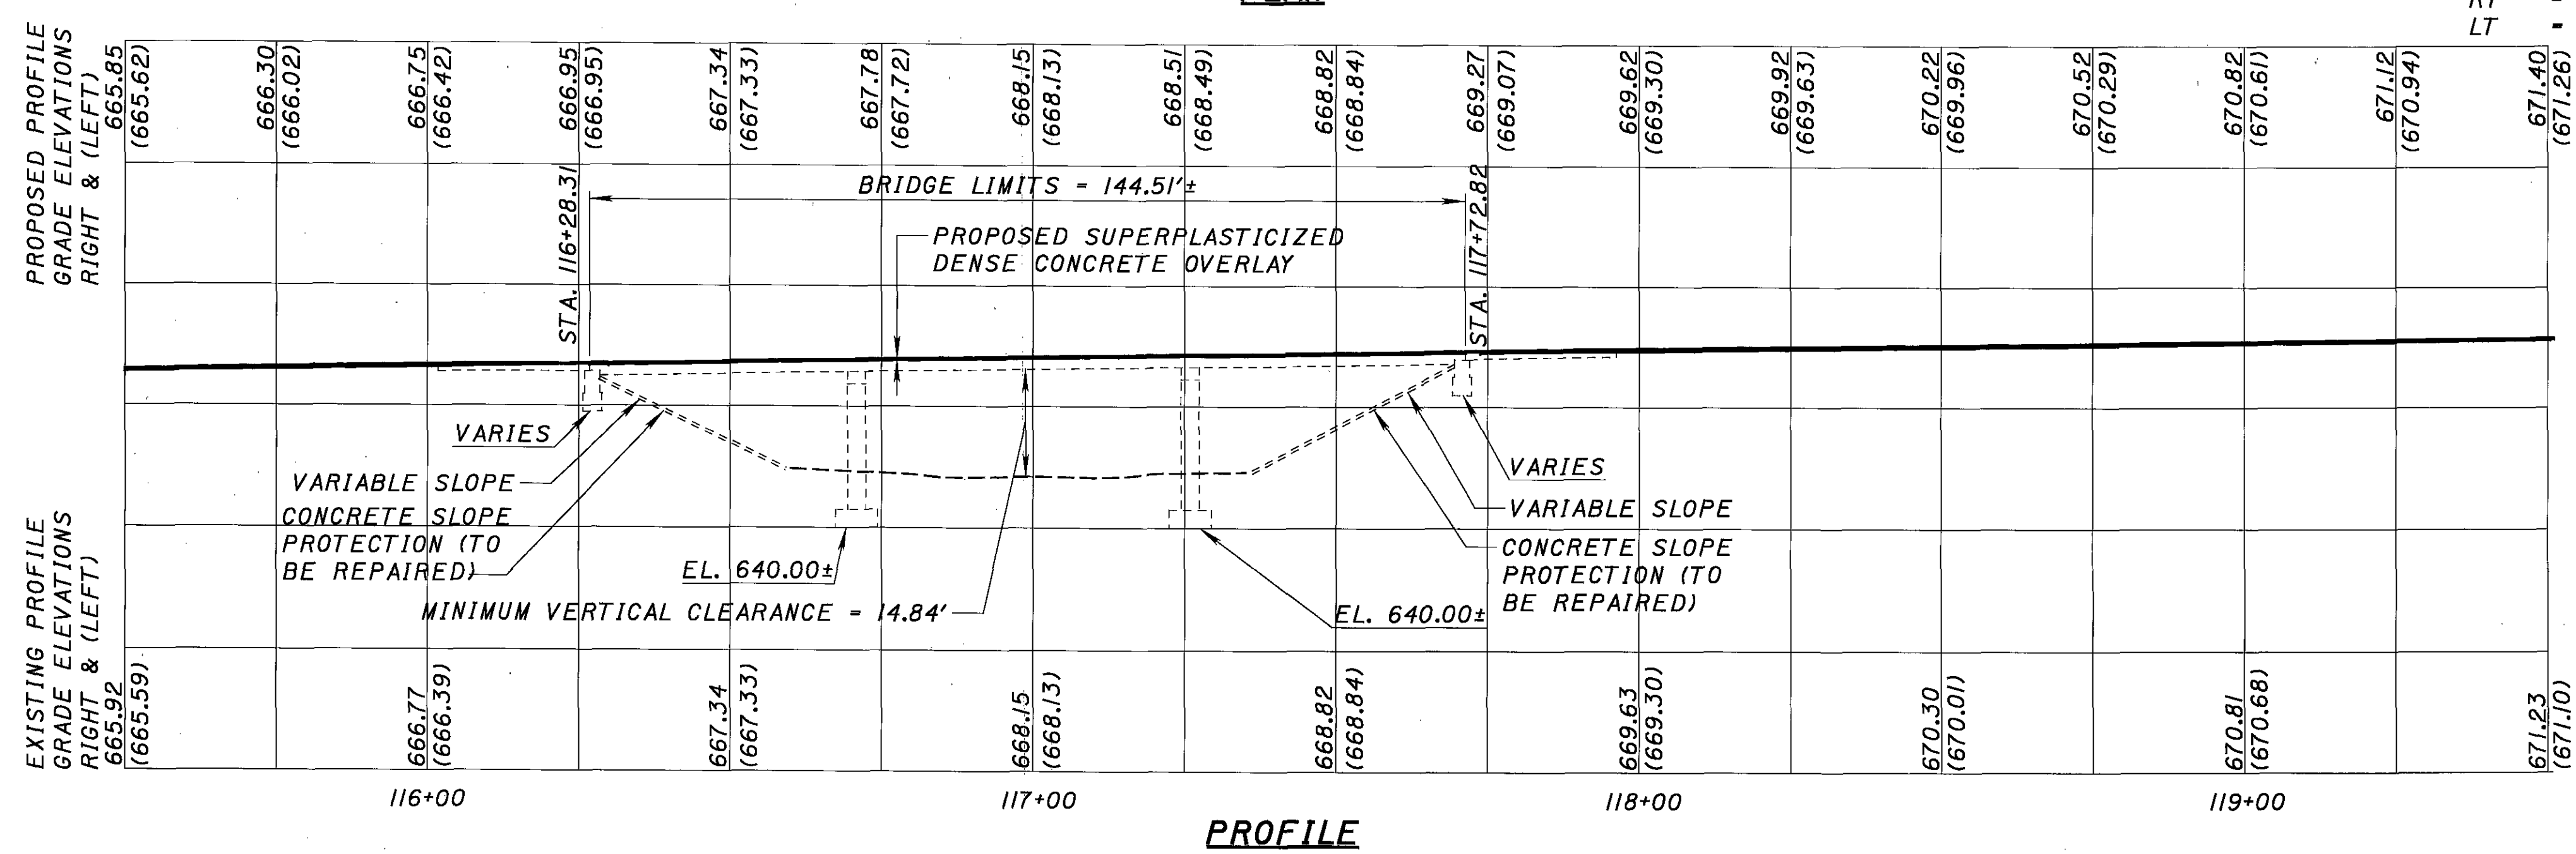 RT -
LT -
PROPOSED PROFILE
GRADE ELEVATIONS
RIGHT & (LEFT)
665.85
(665.62)
666.30
(666.02)
666.75
(666.42)
666.95
(666.95)
667.34
(667.33)
667.78
(667.72)
668.15
(668.13)
668.51
(668.49)
668.82
(668.84)
669.27
(669.07)
669.62
(669.30)
669.92
(669.63)
670.22
(669.96)
670.52
(670.29)
670.82
(670.61)
671.12
(670.94)
671.40
(671.26)
STA. 116+28.31
BRIDGE LIMITS = 144.51'±
STA. 117+72.82
PROPOSED SUPERPLASTICIZED
DENSE CONCRETE OVERLAY
VARIES
VARIABLE SLOPE
CONCRETE SLOPE
PROTECTION (TO
BE REPAIRED)
EL. 640.00±
MINIMUM VERTICAL CLEARANCE = 14.84'
EL. 640.00±
VARIES
VARIABLE SLOPE
CONCRETE SLOPE
PROTECTION (TO
BE REPAIRED)
EXISTING PROFILE
GRADE ELEVATIONS
RIGHT & (LEFT)
665.92
(665.59)
666.77
(666.39)
667.34
(667.33)
668.15
(668.13)
668.82
(668.84)
669.63
(669.30)
670.30
(670.01)
670.81
(670.68)
671.23
(671.10)
116+00
117+00
118+00
119+00
PROFILE